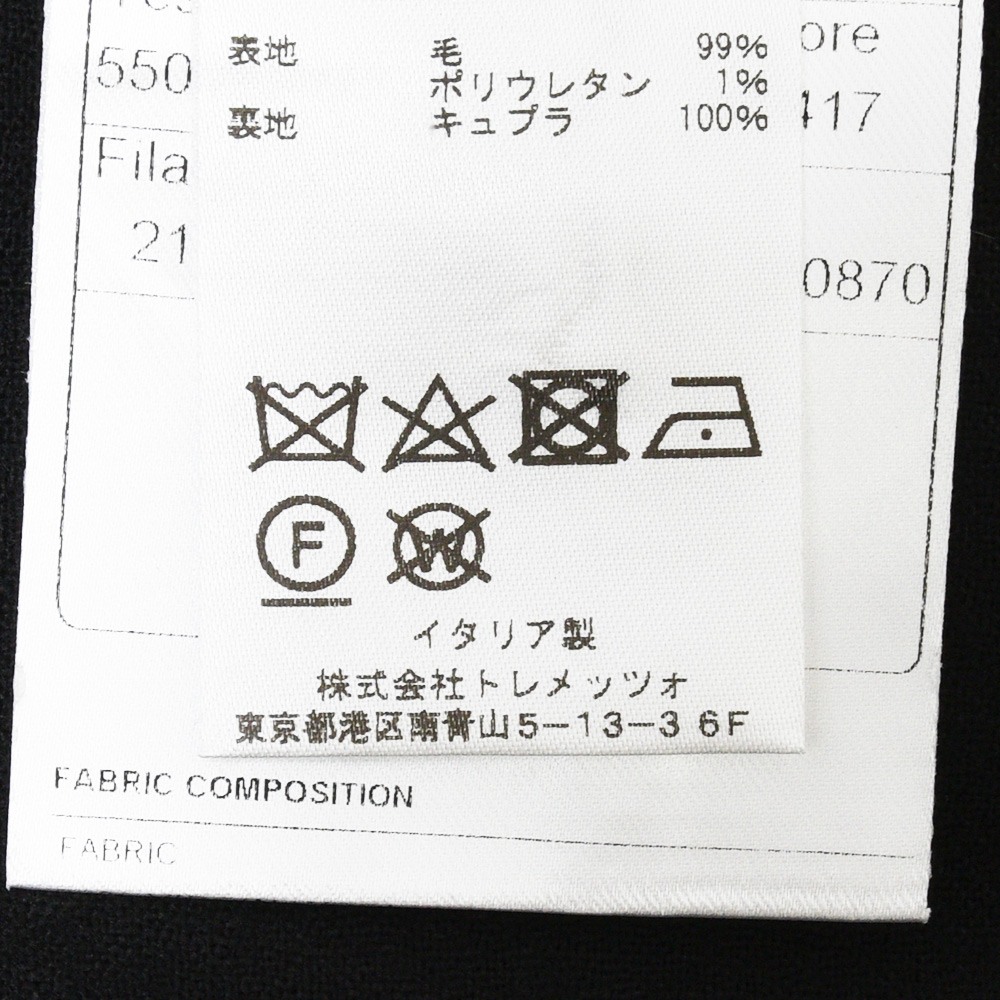 表地 毛 99%
ポリウレタン 1%
裏地 キュプラ 100%
550
417
Fila
21
0870
F
W
イタリア製
株式会社トレメッツォ
東京都港区南青山5-13-3 6F
FABRIC COMPOSITION
FABRIC